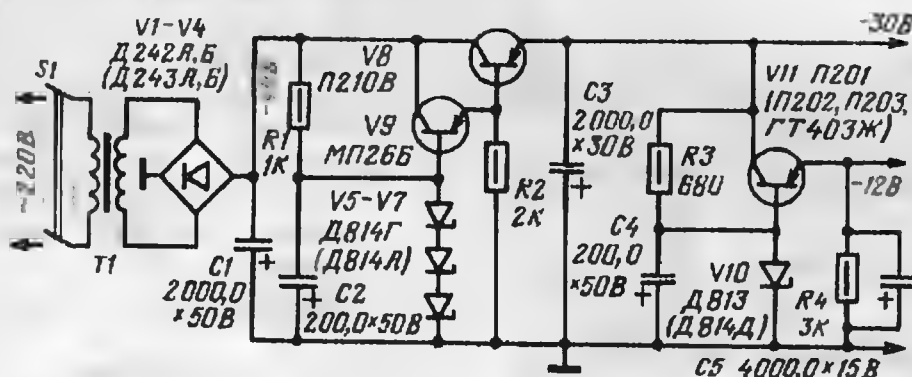 S1
~220В
T1
V1-V4
Д242А,Б
(Д243А,Б)
C1
2000,0
×50В
R1
1К
C2
200,0×50В
V8
П210В
V9
МП26Б
V5-V7
Д814Г
(Д814А)
R2
2К
C3
2000,0
×30В
C4
200,0
×50В
R3
680
V11 П201
(П202, П203,
ГТ403Ж)
V10
Д813
(Д814Д)
R4
3К
C5 4000,0×15В
-30В
-12В